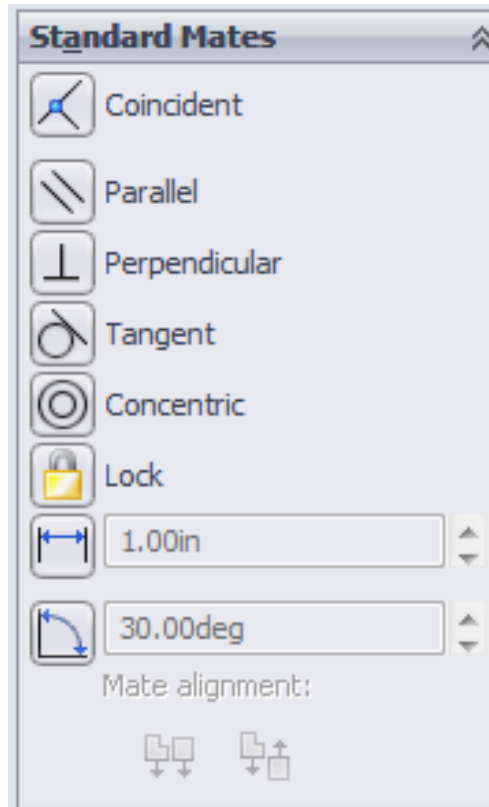 Standard Mates
Coincident
Parallel
Perpendicular
Tangent
Concentric
Lock
1.00in
30.00deg
Mate alignment: